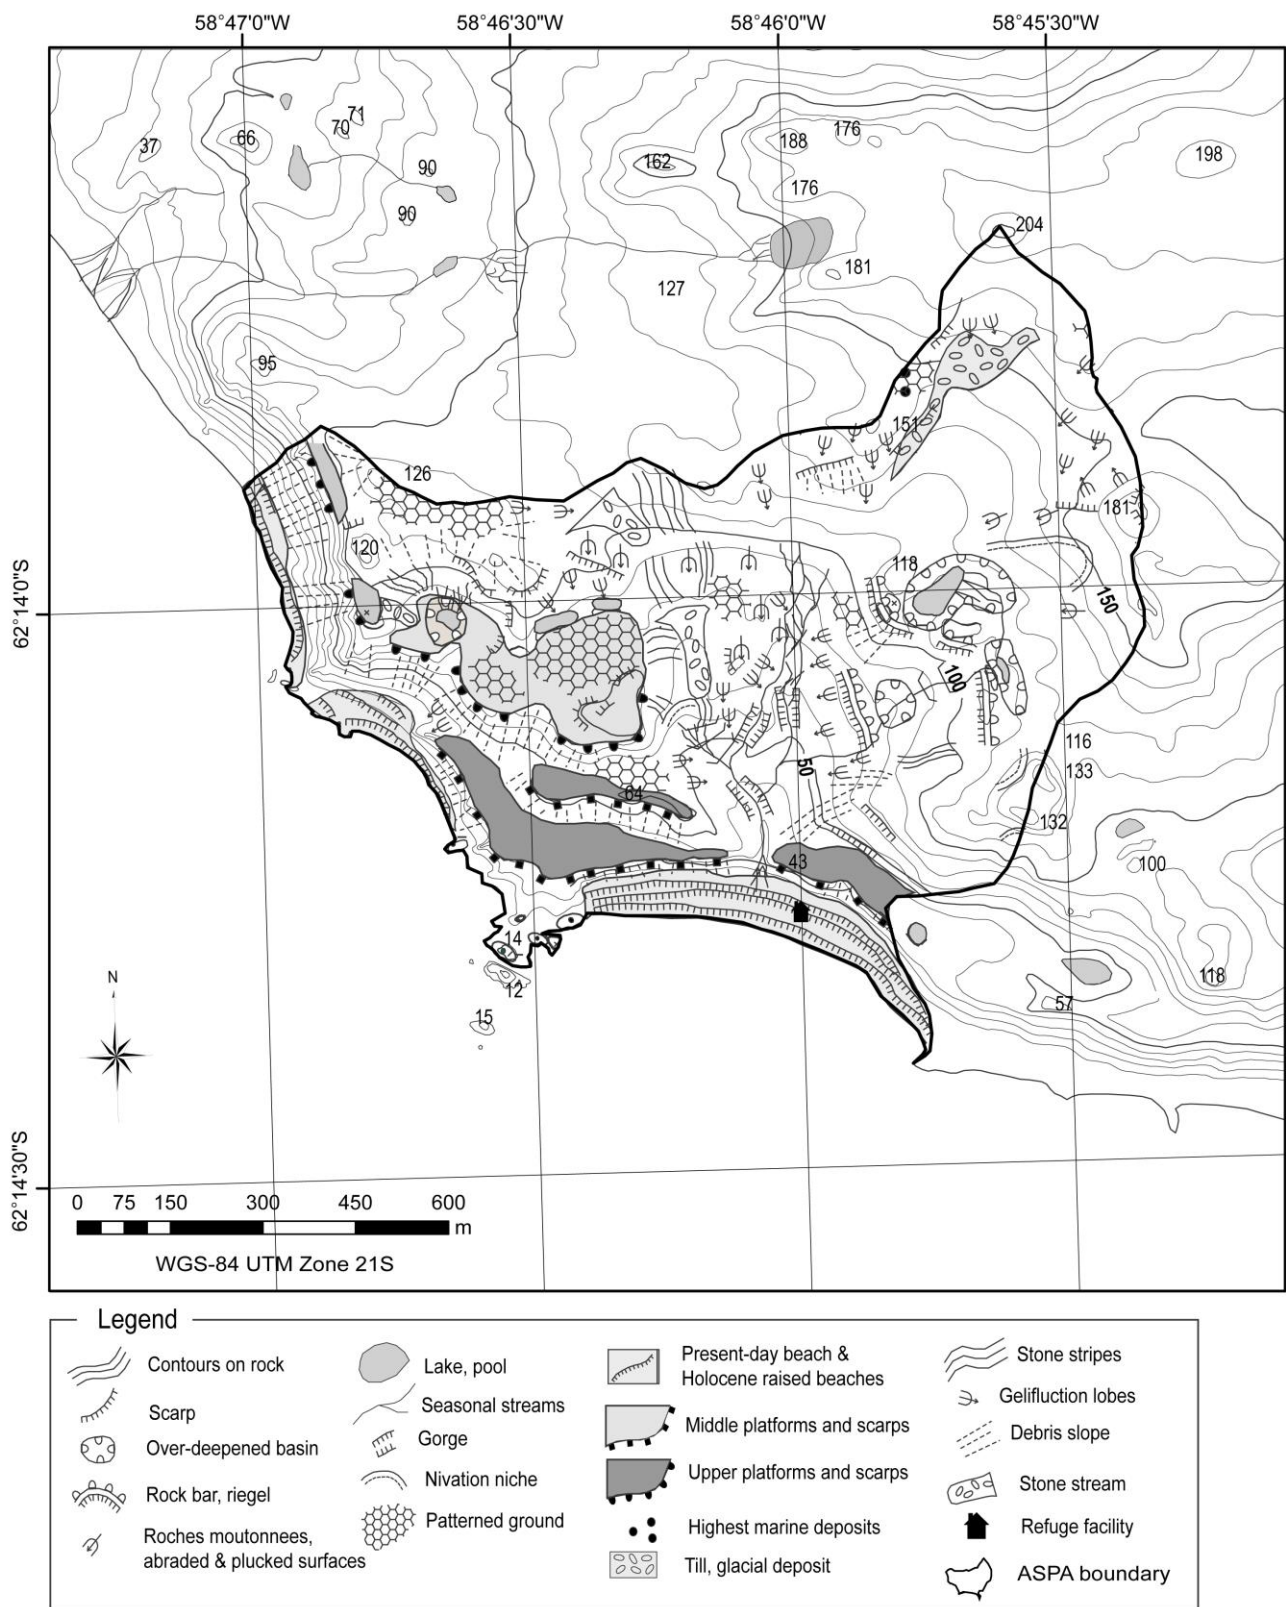 58°47'0"W 58°46'30"W 58°46'0"W 58°45'30"W
71
70
66
37
90
90
162
188
176
176
198
204
181
127
95
151
126
181
120
118
62°14'0"S
150
100
116
133
50
64
132
43
100
14
12
118
57
15
N
62°14'30"S
0 75 150 300 450 600
m
WGS-84 UTM Zone 21S
Legend
Contours on rock
Scarp
Over-deepened basin
Rock bar, riegel
Roches moutonnees,
abraded & plucked surfaces
Lake, pool
Seasonal streams
Gorge
Nivation niche
Patterned ground
Present-day beach &
Holocene raised beaches
Middle platforms and scarps
Upper platforms and scarps
Highest marine deposits
Till, glacial deposit
Stone stripes
Gelifluction lobes
Debris slope
Stone stream
Refuge facility
ASPA boundary